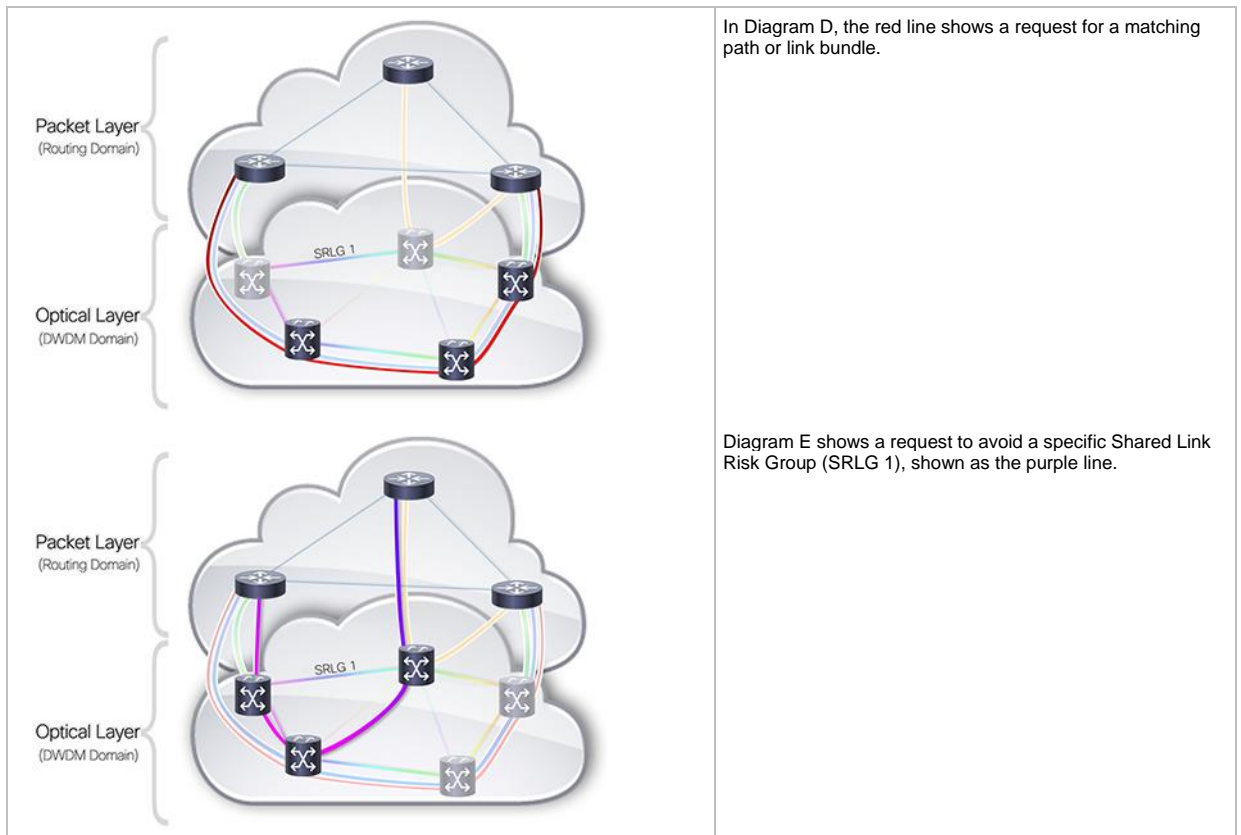 In Diagram D, the red line shows a request for a matching
path or link bundle.
Packet Layer
(Routing Domain)
SRLG 1
Optical Layer
(DWDM Domain)
Diagram E shows a request to avoid a specific Shared Link
Risk Group (SRLG 1), shown as the purple line.
Packet Layer
(Routing Domain)
SRLG 1
Optical Layer
(DWDM Domain)